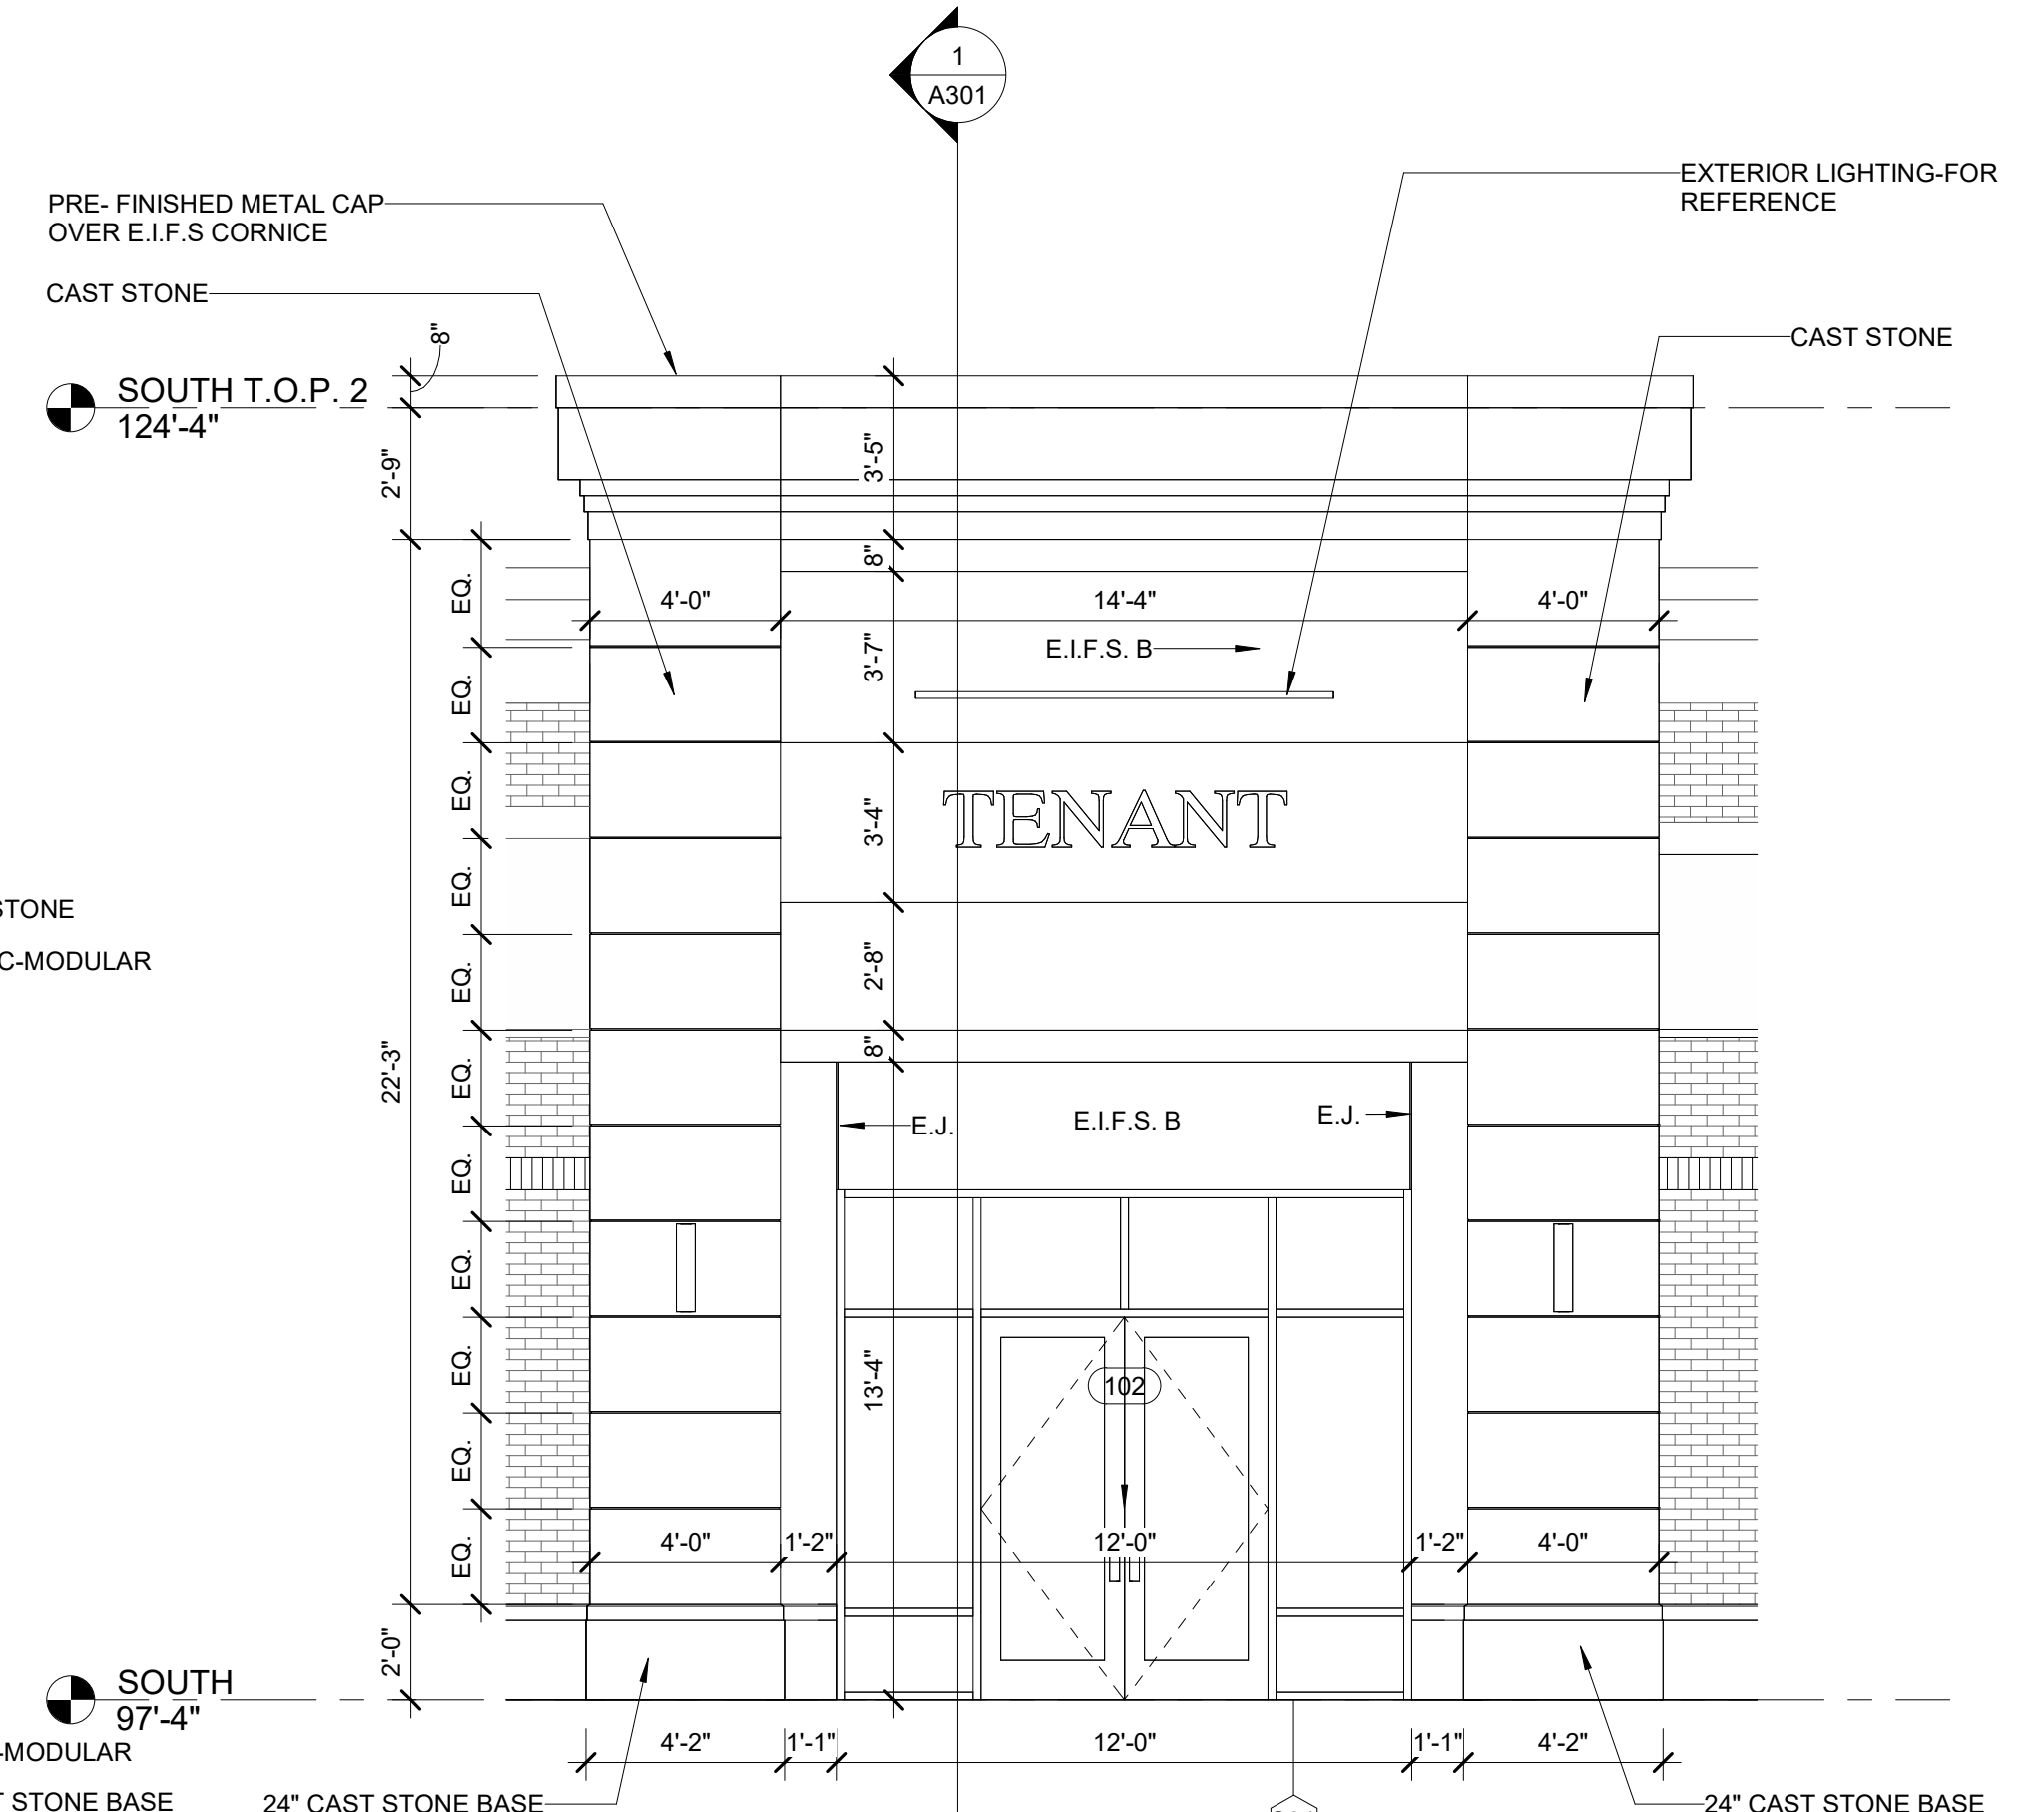 1
A301
EXTERIOR LIGHTING-FOR
REFERENCE
PRE- FINISHED METAL CAP
OVER E.I.F.S CORNICE
CAST STONE
CAST STONE
8"
SOUTH T.O.P. 2
124'-4"
2'-9"
3'-5"
8"
EQ.
4'-0"
14'-4"
4'-0"
E.I.F.S. B
3'-7"
EQ.
EQ.
TENANT
3'-4"
EQ.
STONE
C-MODULAR
EQ.
2'-8"
22'-3"
EQ.
8"
E.J.
E.I.F.S. B
E.J.
EQ.
EQ.
EQ.
13'-4"
102
EQ.
EQ.
4'-0"
1'-2"
12'-0"
1'-2"
4'-0"
2'-0"
SOUTH
97'-4"
-MODULAR
4'-2"
1'-1"
12'-0"
1'-1"
4'-2"
T STONE BASE
24" CAST STONE BASE
24" CAST STONE BASE